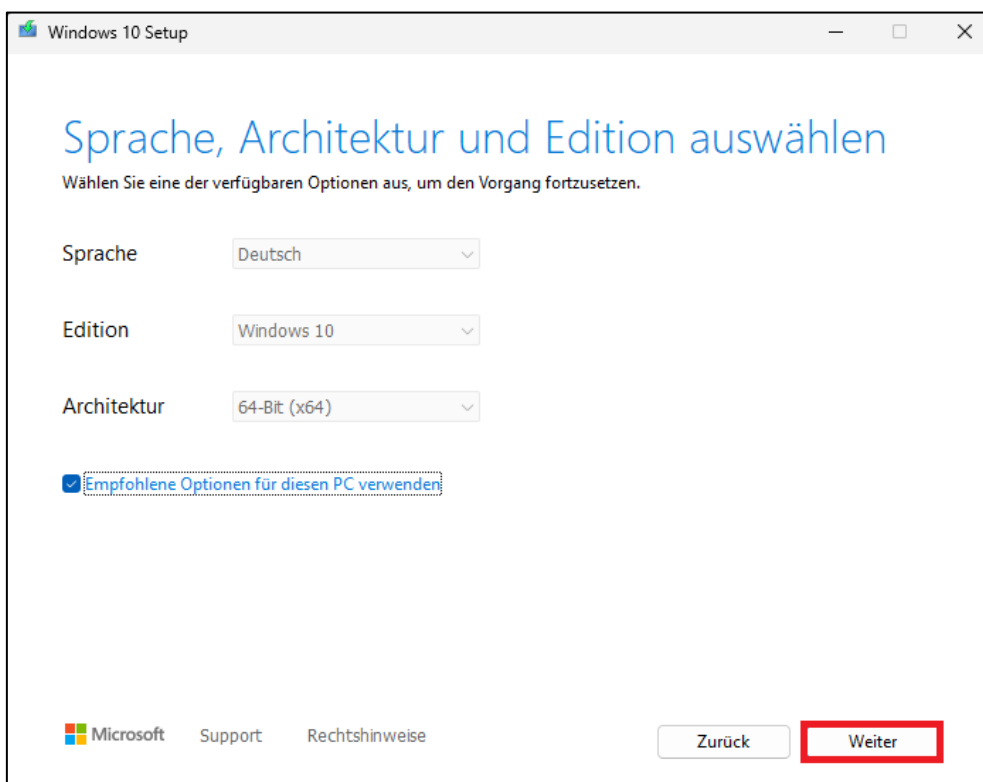 Windows 10 Setup
Sprache, Architektur und Edition auswählen
Wählen Sie eine der verfügbaren Optionen aus, um den Vorgang fortzusetzen.
Sprache Deutsch
Edition Windows 10
Architektur 64-Bit (x64)
Empfohlene Optionen für diesen PC verwenden
Microsoft Support Rechtshinweise Zurück Weiter